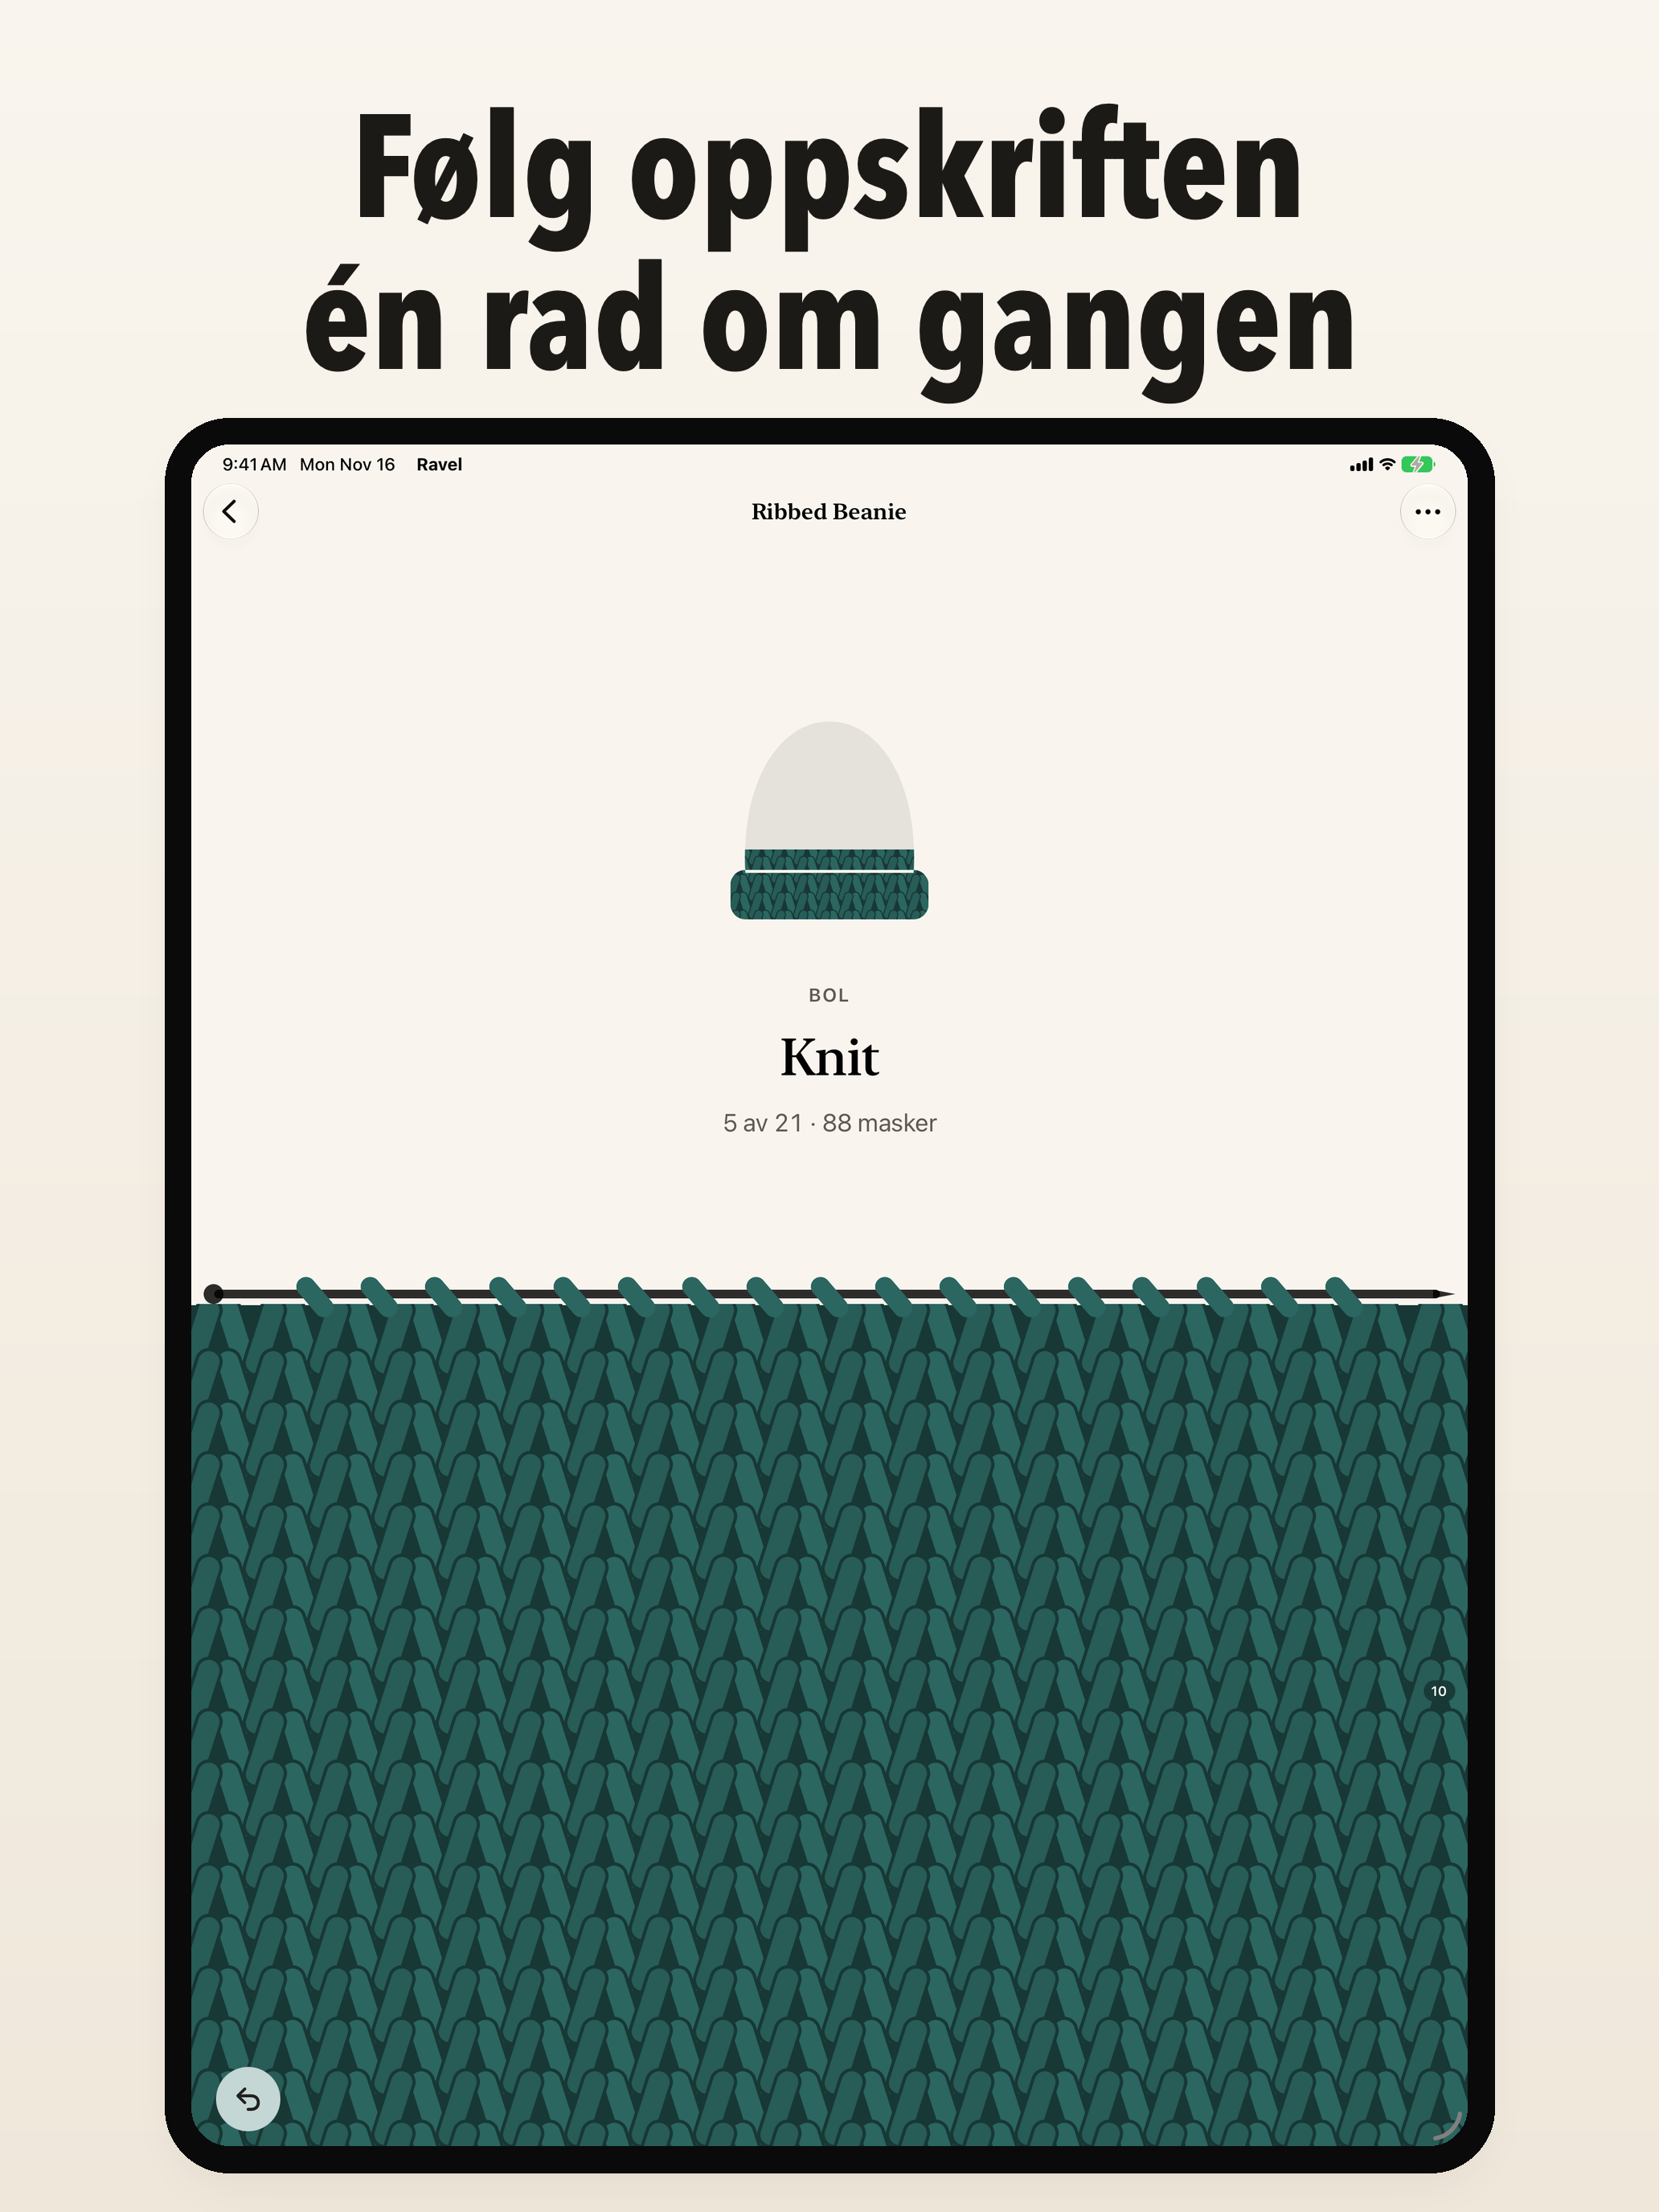 Følg oppskriften
én rad om gangen
9:41 AM Mon Nov 16 Ravel
Ribbed Beanie
BOL
Knit
5 av 21 · 88 masker
10